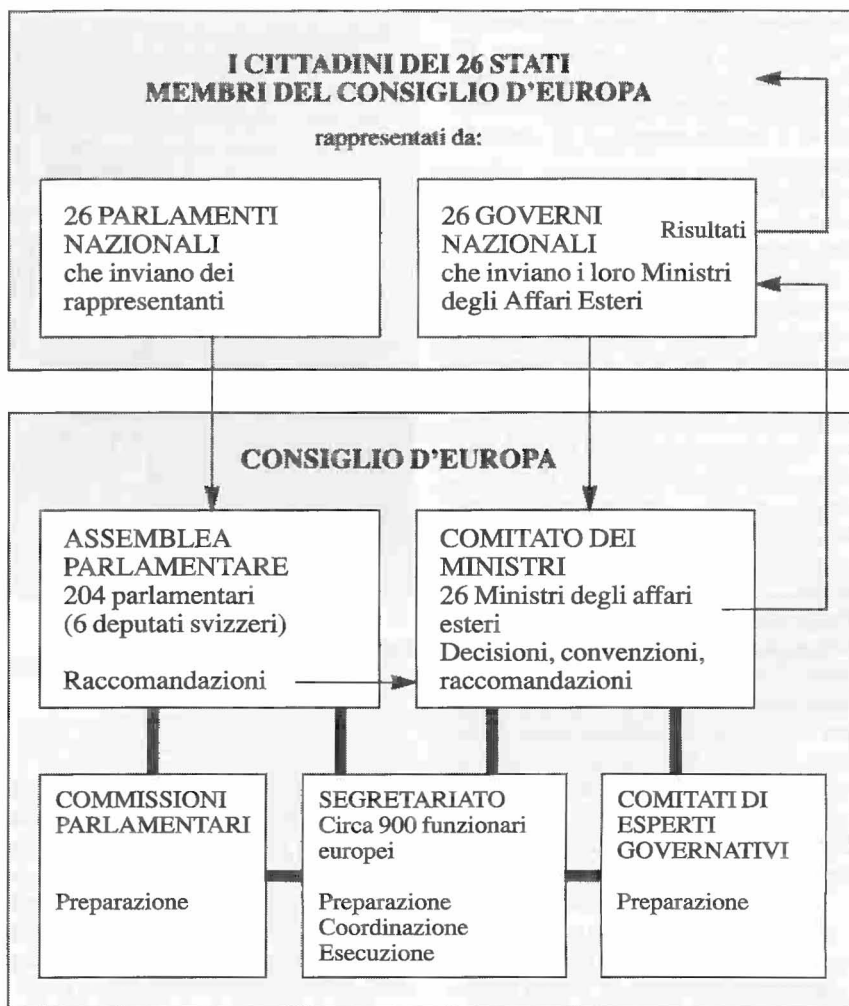 I CITTADINI DEI 26 STATI
MEMBRI DEL CONSIGLIO D'EUROPA
rappresentati da:
26 PARLAMENTI
NAZIONALI
che inviano dei
rappresentanti
26 GOVERNI
NAZIONALI
Risultati
che inviano i loro Ministri
degli Affari Esteri
CONSIGLIO D'EUROPA
ASSEMBLEA
PARLAMENTARE
204 parlamentari
(6 deputati svizzeri)
Raccomandazioni
COMITATO DEI
MINISTRI
26 Ministri degli affari
esteri
Decisioni, convenzioni,
raccomandazioni
COMMISSIONI
PARLAMENTARI
Preparazione
SEGRETARIATO
Circa 900 funzionari
europei
Preparazione
Coordinazione
Esecuzione
COMITATI DI
ESPERTI
GOVERNATIVI
Preparazione